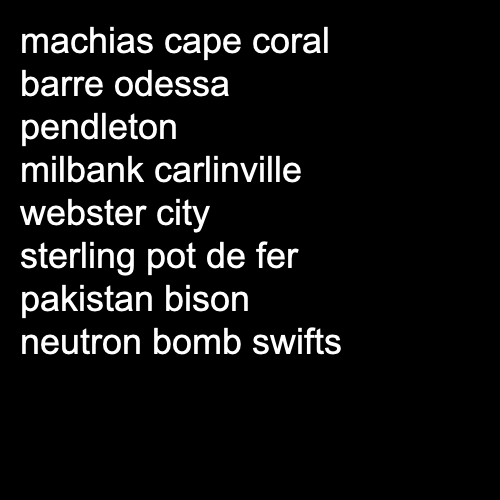 machias cape coral
barre odessa
pendleton
milbank carlinville
webster city
sterling pot de fer
pakistan bison
neutron bomb swifts